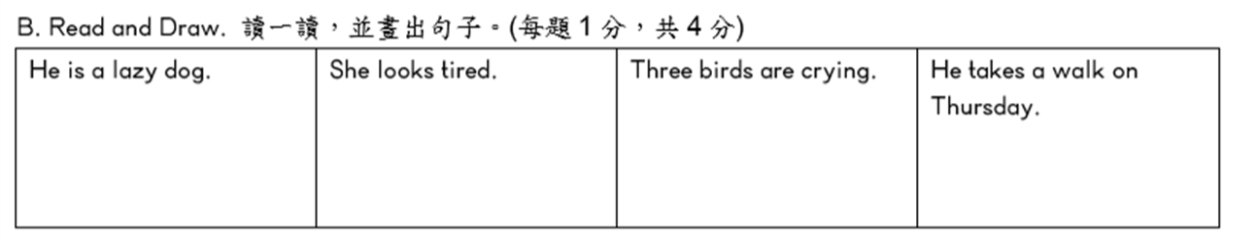 B. Read and Draw. 讀一讀，並畫出句子。(每題 1 分，共 4 分)
He is a lazy dog.
She looks tired.
Three birds are crying.
He takes a walk on
Thursday.